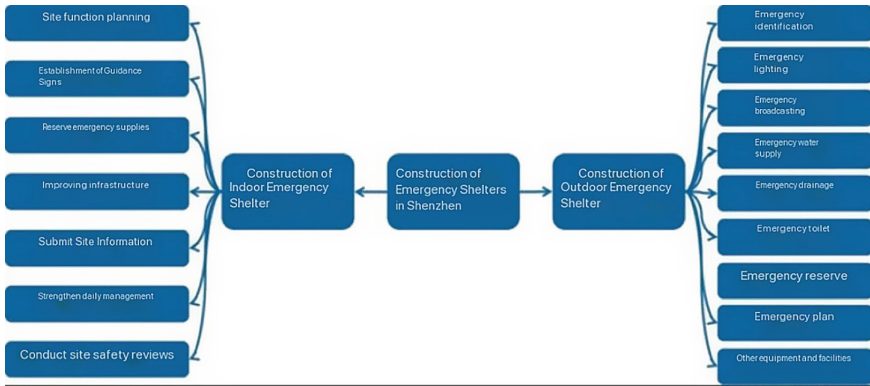 Site function planning
Establishment of Guidance
Signs
Reserve emergency supplies
Improving infrastructure
Submit Site Information
Strengthen daily management
Conduct site safety reviews
Construction of
Indoor Emergency
Shelter
Construction of
Emergency Shelters
in Shenzhen
Construction of
Outdoor Emergency
Shelter
Emergency
identification
Emergency
lighting
Emergency
broadcasting
Emergency water
supply
Emergency drainage
Emergency toilet
Emergency reserve
Emergency plan
Other equipment and facilities